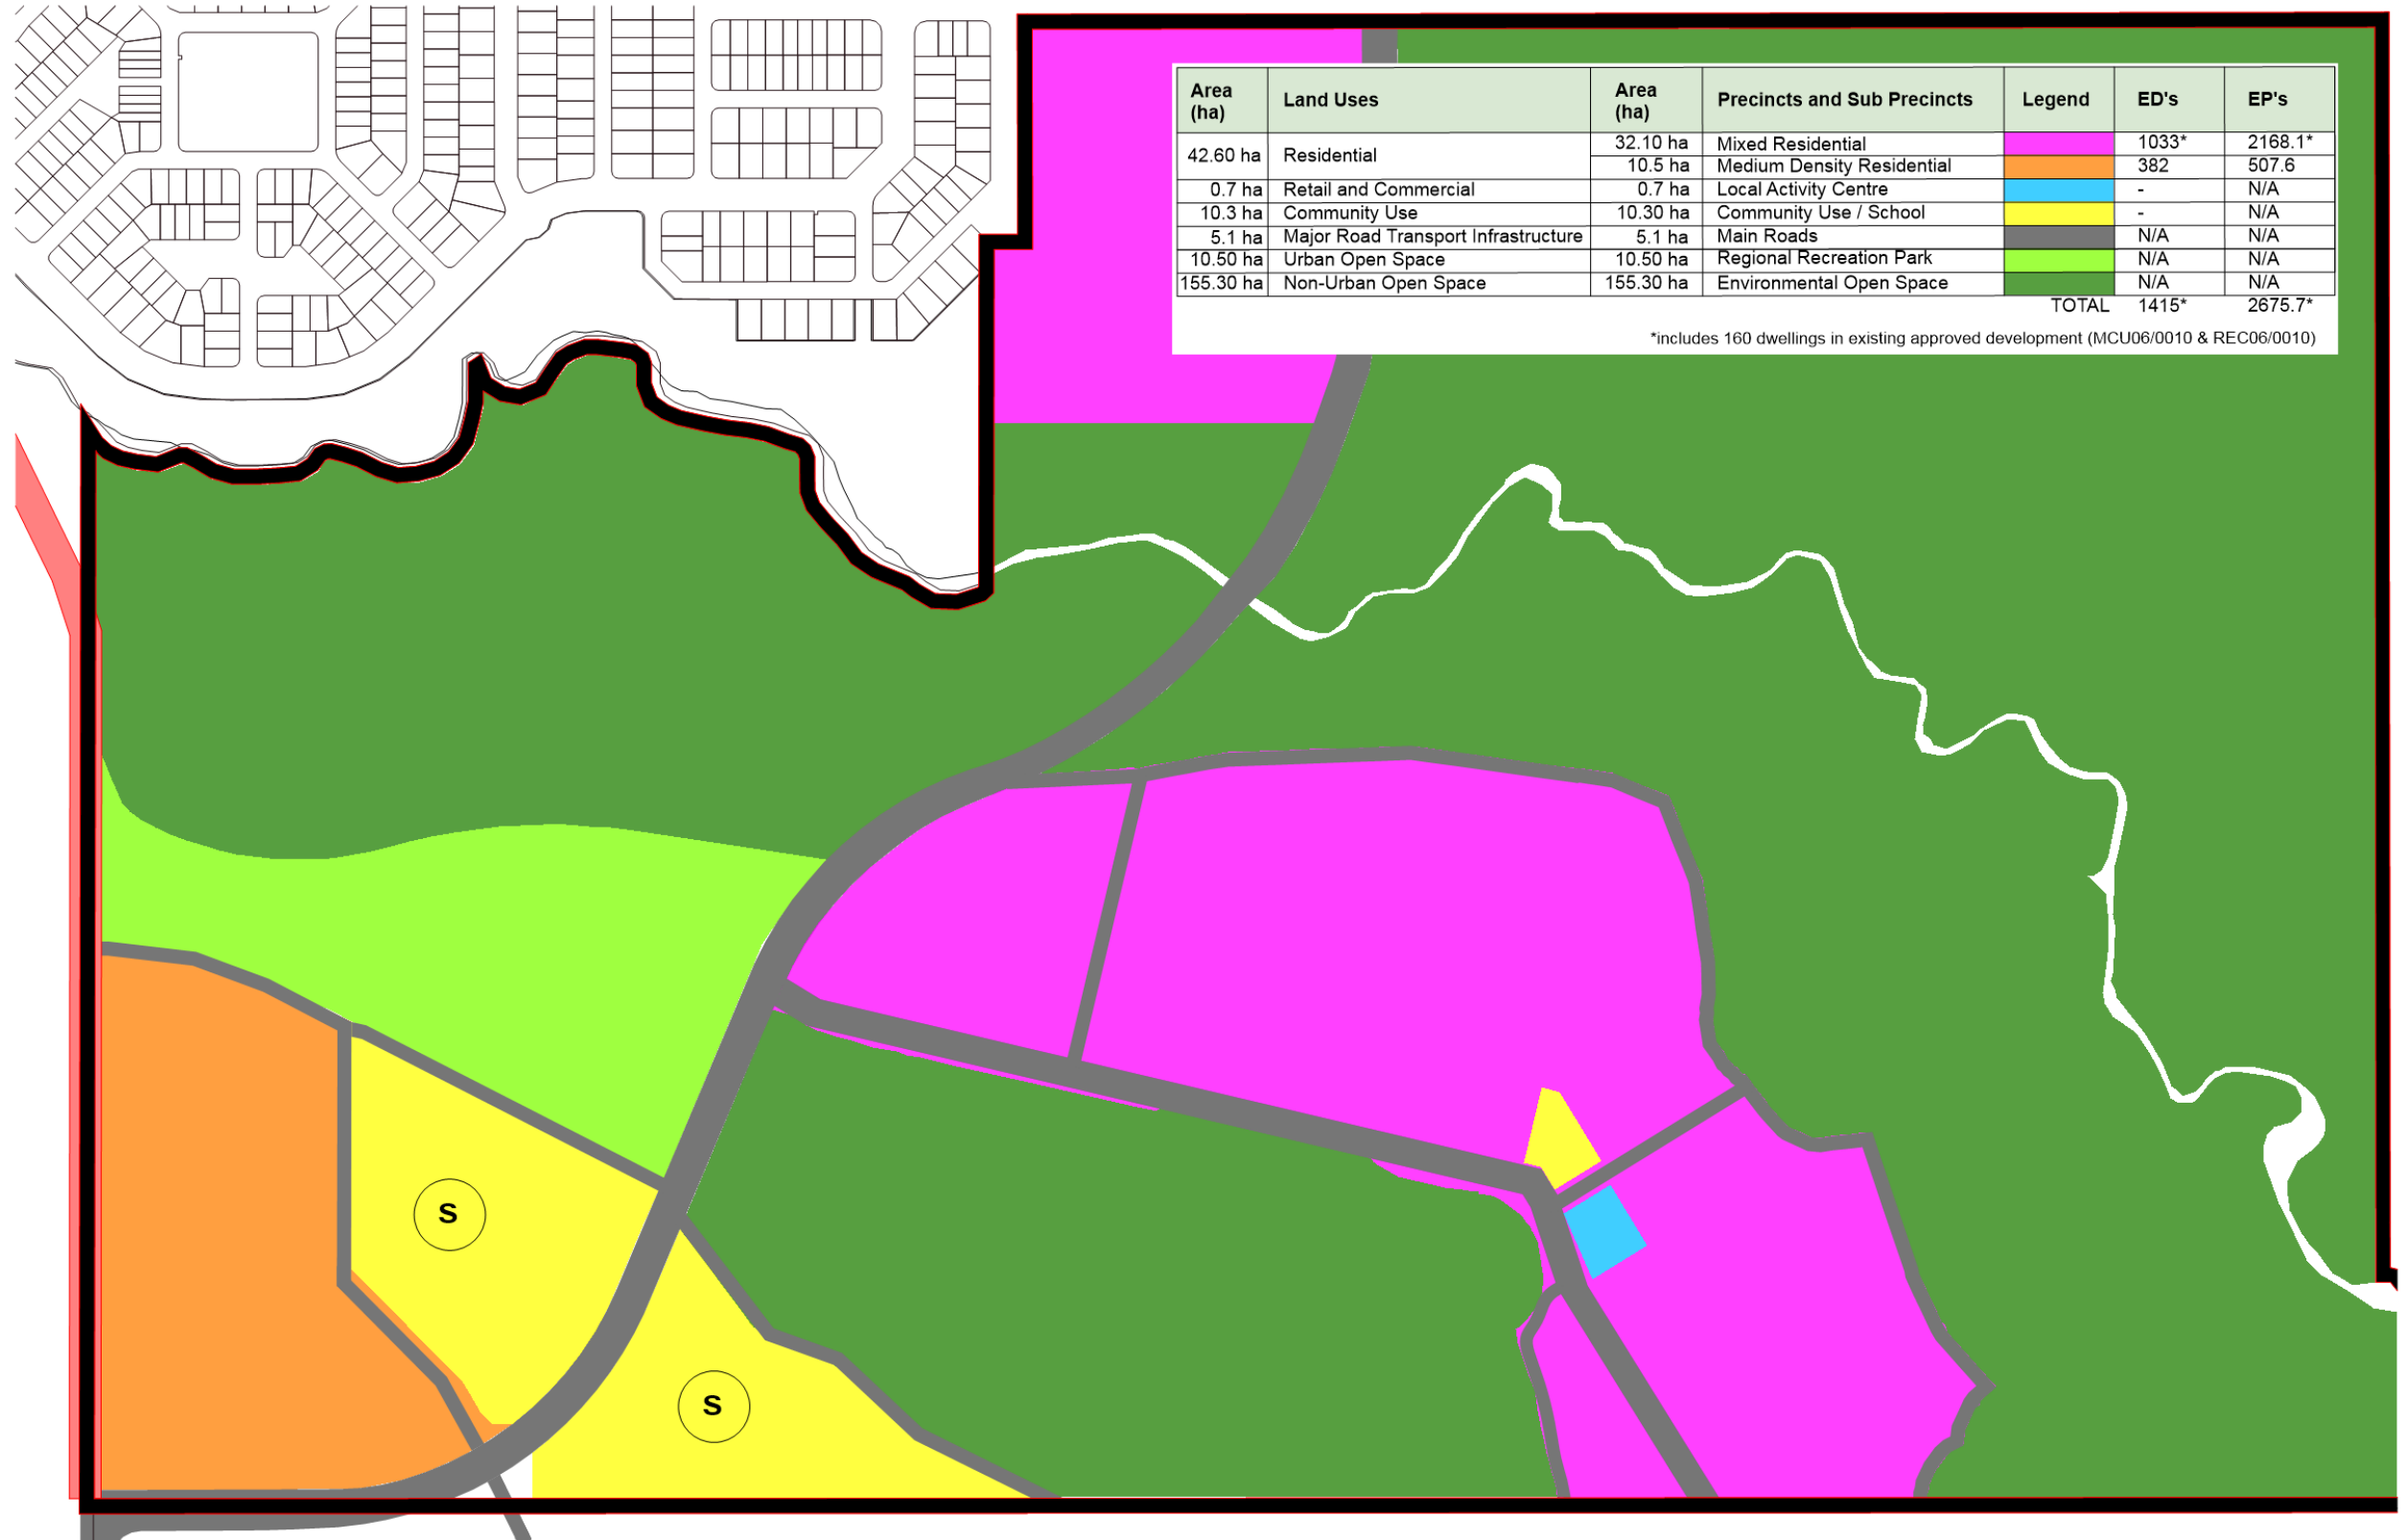 Area (ha) Land Uses Area (ha) Precincts and Sub Precincts Legend ED's EP's
42.60 ha Residential 32.10 ha Mixed Residential 1033* 2168.1*
10.5 ha Medium Density Residential 382 507.6
0.7 ha Retail and Commercial 0.7 ha Local Activity Centre - N/A
10.3 ha Community Use 10.30 ha Community Use / School - N/A
5.1 ha Major Road Transport Infrastructure 5.1 ha Main Roads N/A N/A
10.50 ha Urban Open Space 10.50 ha Regional Recreation Park N/A N/A
155.30 ha Non-Urban Open Space 155.30 ha Environmental Open Space N/A N/A
TOTAL 1415* 2675.7*
*includes 160 dwellings in existing approved development (MCU06/0010 & REC06/0010)
S
S